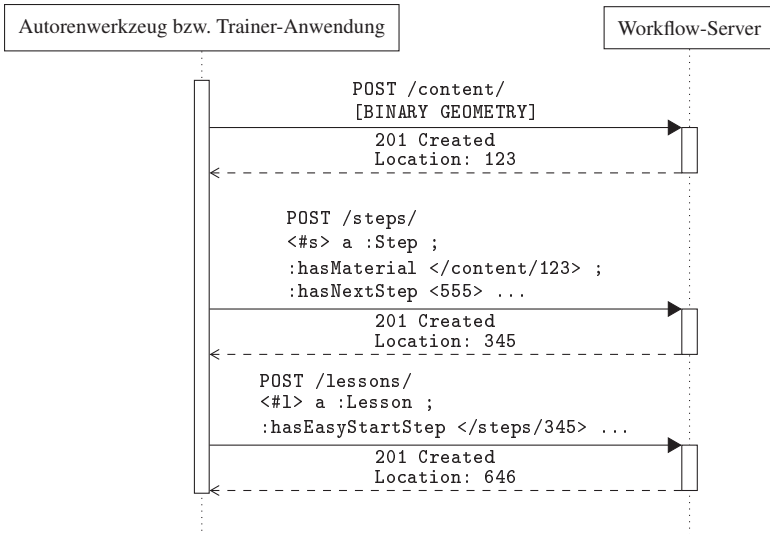 Autorenwerkzeug bzw. Trainer-Anwendung
Workflow-Server
POST /content/
[BINARY GEOMETRY]
201 Created
Location: 123
POST /steps/
<#s> a :Step ;
:hasMaterial </content/123> ;
:hasNextStep <555> ...
201 Created
Location: 345
POST /lessons/
<#l> a :Lesson ;
:hasEasyStartStep </steps/345> ...
201 Created
Location: 646